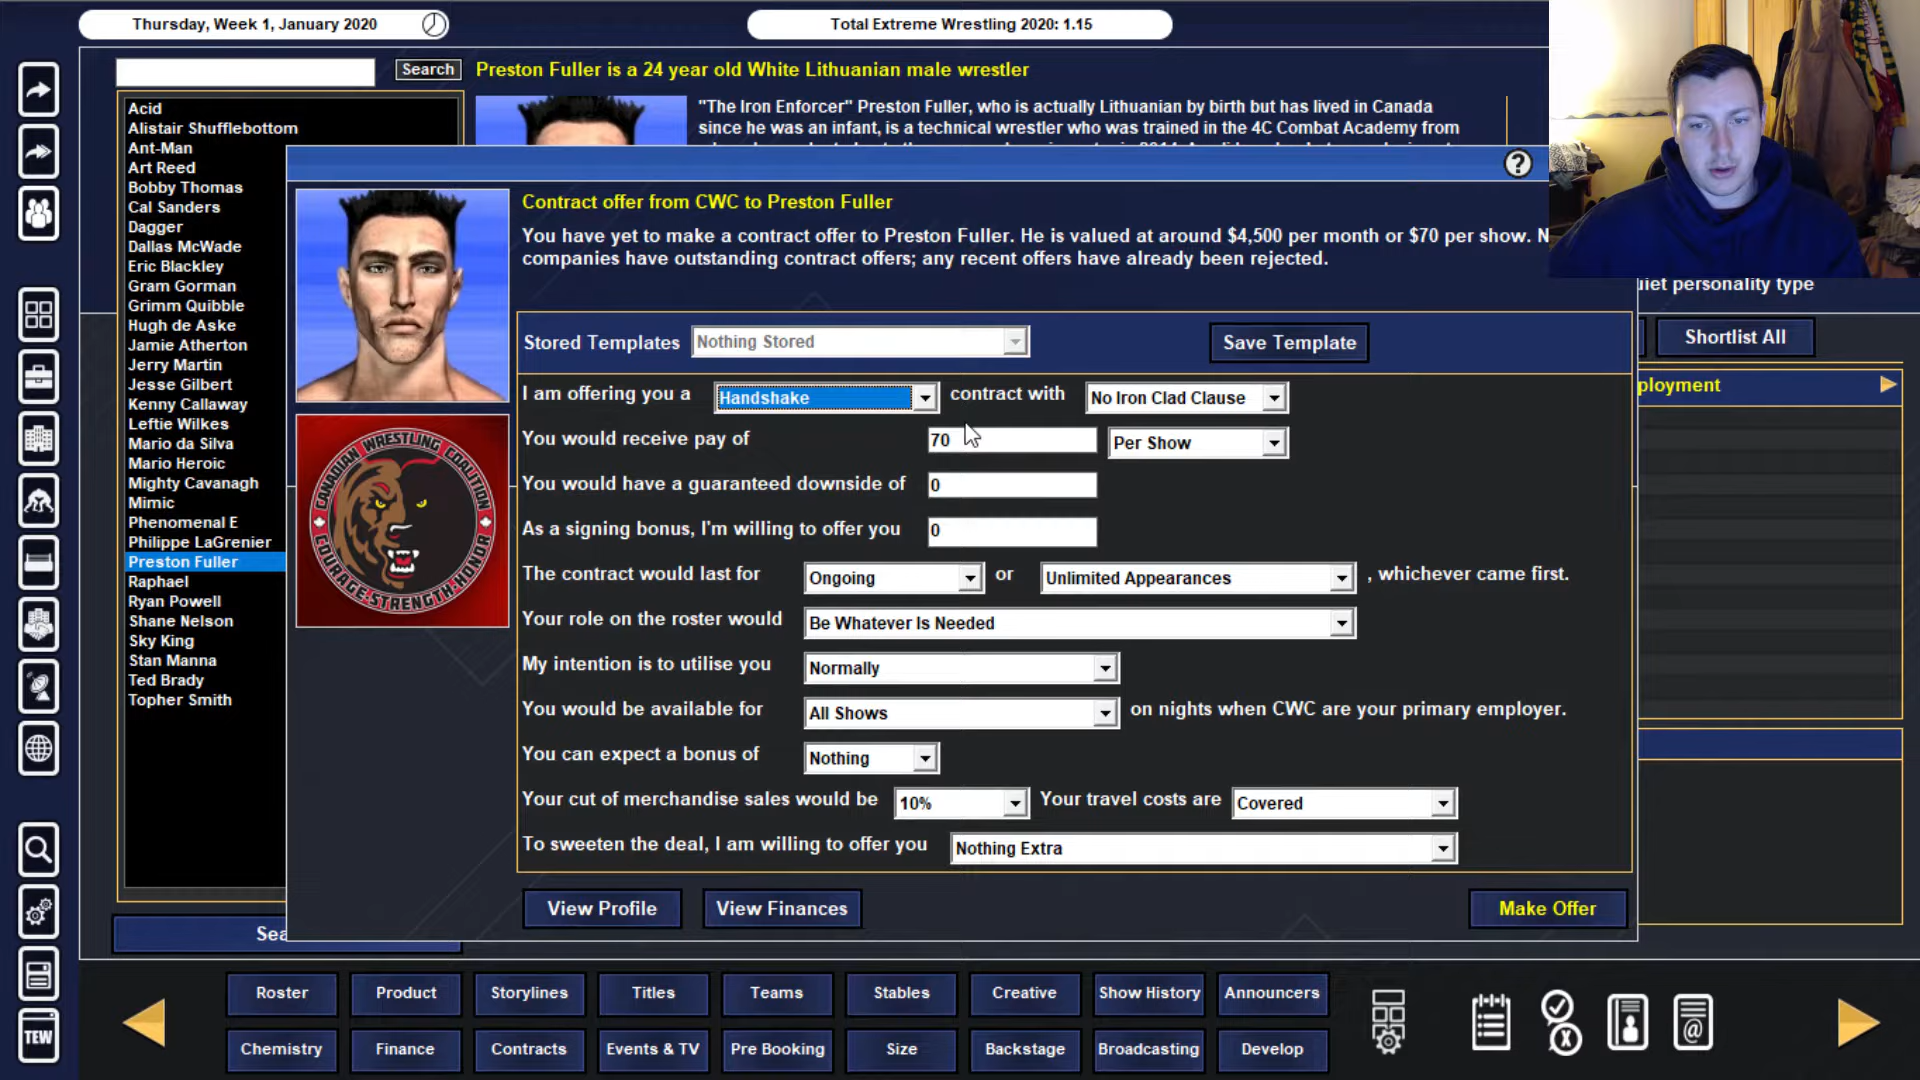 Thursday, Week 1, January 2020
Total Extreme Wrestling 2020: 1.15
Search
Preston Fuller is a 24 year old White Lithuanian male wrestler
"The Iron Enforcer" Preston Fuller, who is actually Lithuanian by birth but has lived in Canada
since he was an infant, is a technical wrestler who was trained in the 4C Combat Academy from
Acid
Alistair Shufflebottom
Ant-Man
Art Reed
Bobby Thomas
Cal Sanders
Dagger
Dallas McWade
Eric Blackley
Gram Gorman
Grimm Quibble
Hugh de Aske
Jamie Atherton
Jerry Martin
Jesse Gilbert
Kenny Callaway
Leftie Wilkes
Mario da Silva
Mario Heroic
Mighty Cavanagh
Mimic
Phenomenal E
Philippe LaGrenier
Preston Fuller
Raphael
Ryan Powell
Shane Nelson
Sky King
Stan Manna
Ted Brady
Topher Smith
Sea
?
Contract offer from CWC to Preston Fuller
You have yet to make a contract offer to Preston Fuller. He is valued at around $4,500 per month or $70 per show. N
companies have outstanding contract offers; any recent offers have already been rejected.
CANADIAN WRESTLING COALITION
COURAGE·STRENGTH·HONOR
Stored Templates Nothing Stored Save Template
I am offering you a Handshake contract with No Iron Clad Clause
You would receive pay of 70 Per Show
You would have a guaranteed downside of 0
As a signing bonus, I'm willing to offer you 0
The contract would last for Ongoing or Unlimited Appearances , whichever came first.
Your role on the roster would Be Whatever Is Needed
My intention is to utilise you Normally
You would be available for All Shows on nights when CWC are your primary employer.
You can expect a bonus of Nothing
Your cut of merchandise sales would be 10% Your travel costs are Covered
To sweeten the deal, I am willing to offer you Nothing Extra
View Profile View Finances Make Offer
uiet personality type
Shortlist All
ployment
TEW
Roster Product Storylines Titles Teams Stables Creative Show History Announcers
Chemistry Finance Contracts Events & TV Pre Booking Size Backstage Broadcasting Develop